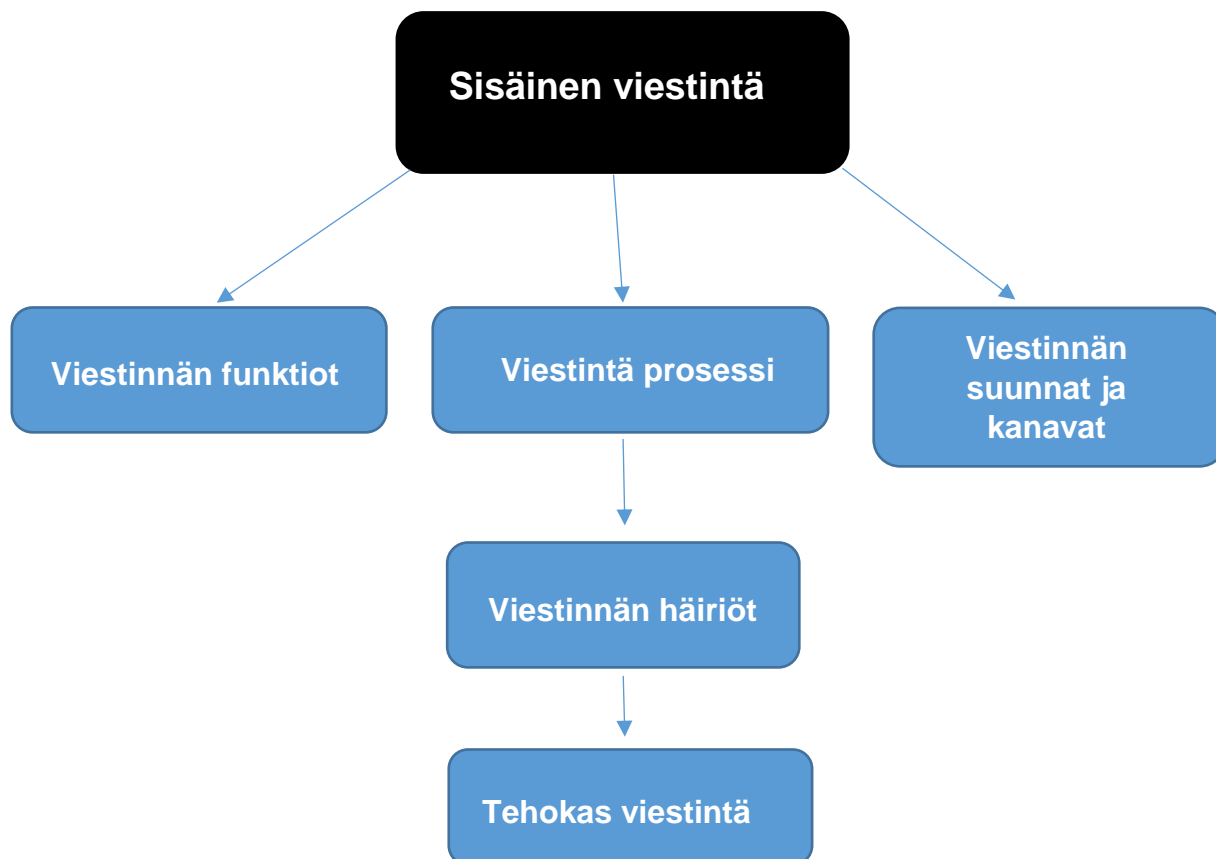 Sisäinen viestintä
Viestinnän funktiot
Viestintä prosessi
Viestinnän
suunnat ja
kanavat
Viestinnän häiriöt
Tehokas viestintä